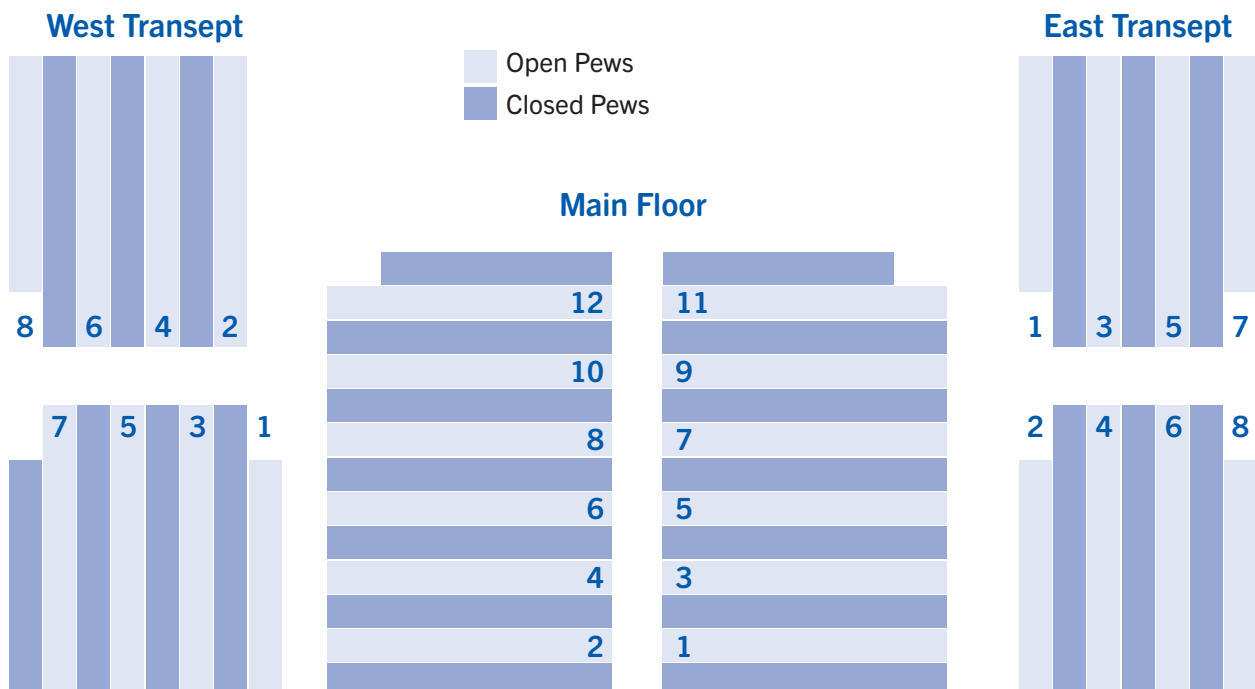 West Transept
East Transept
Open Pews
Closed Pews
Main Floor
8 6 4 2
7 5 3 1
12 11
10 9
8 7
6 5
4 3
2 1
1 3 5 7
2 4 6 8